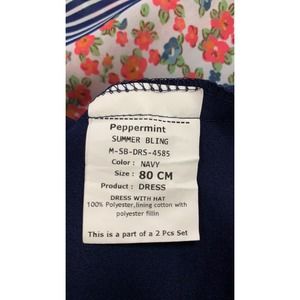 Peppermint
SUMMER BLING
M-SB-DRS-4585
Color : NAVY
Size : 80 CM
Product : DRESS
DRESS WITH HAT
100% Polyester,lining cotton with
polyester fillin
This is a part of a 2 Pcs Set